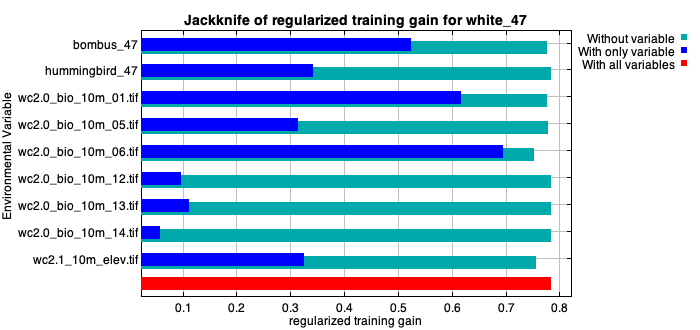 Jackknife of regularized training gain for white_47
Without variable
With only variable
With all variables
Environmental Variable
bombus_47
hummingbird_47
wc2.0_bio_10m_01.tif
wc2.0_bio_10m_05.tif
wc2.0_bio_10m_06.tif
wc2.0_bio_10m_12.tif
wc2.0_bio_10m_13.tif
wc2.0_bio_10m_14.tif
wc2.1_10m_elev.tif
0.1 0.2 0.3 0.4 0.5 0.6 0.7 0.8
regularized training gain